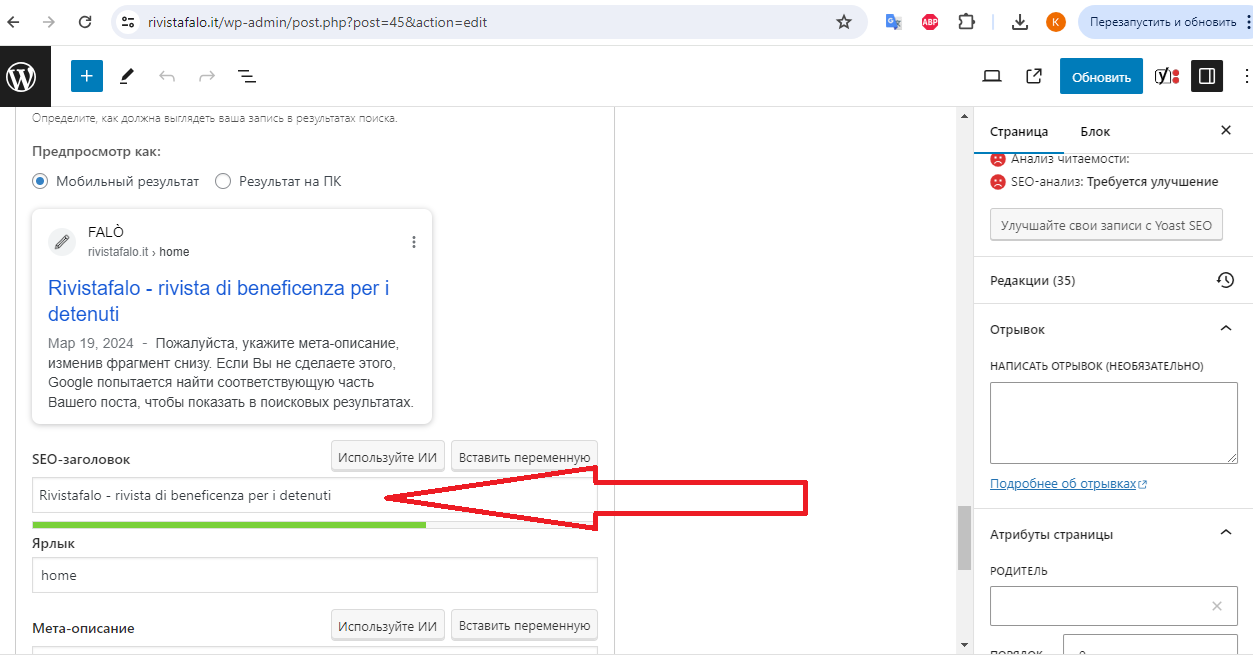 rivistafalo.it/wp-admin/post.php?post=45&action=edit
ABP
K
Перезапустить и обновить
Обновить
Определите, как должна выглядеть ваша запись в результатах поиска.
Предпросмотр как:
Мобильный результат
Результат на ПК
FALÒ
rivistafalo.it › home
Rivistafalo - rivista di beneficenza per i
detenuti
Мар 19, 2024 - Пожалуйста, укажите мета-описание,
изменив фрагмент снизу. Если Вы не сделаете этого,
Google попытается найти соответствующую часть
Вашего поста, чтобы показать в поисковых результатах.
SEO-заголовок
Используйте ИИ
Вставить переменную
Rivistafalo - rivista di beneficenza per i detenuti
Ярлык
home
Мета-описание
Используйте ИИ
Вставить переменную
Страница
Блок
Анализ читаемости:
SEO-анализ: Требуется улучшение
Улучшайте свои записи с Yoast SEO
Редакции (35)
Отрывок
НАПИСАТЬ ОТРЫВОК (НЕОБЯЗАТЕЛЬНО)
Подробнее об отрывках
Атрибуты страницы
РОДИТЕЛЬ
ПОРЯДОК